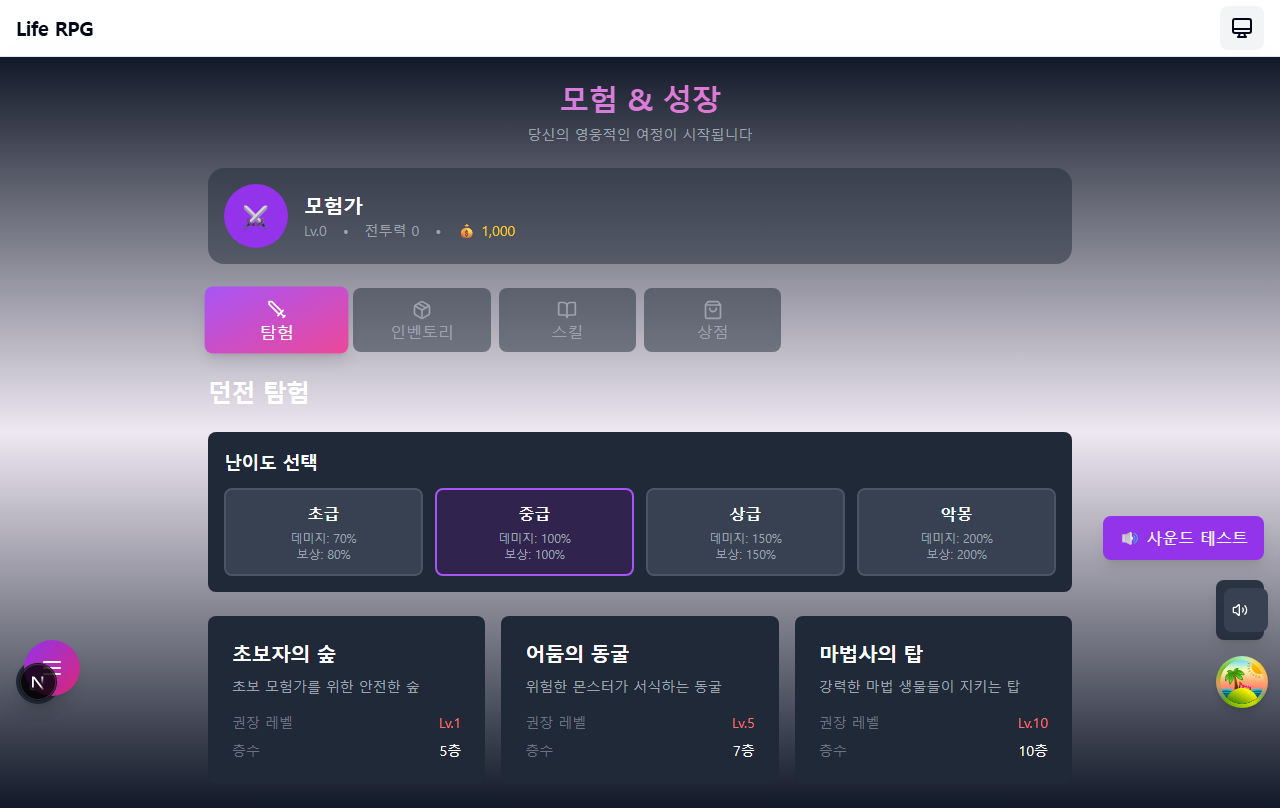 Life RPG
모험 & 성장
당신의 영웅적인 여정이 시작됩니다
모험가
Lv.0 • 전투력 0 • 💰 1,000
탐험
인벤토리
스킬
상점
던전 탐험
난이도 선택
초급
데미지: 70%
보상: 80%
중급
데미지: 100%
보상: 100%
상급
데미지: 150%
보상: 150%
악몽
데미지: 200%
보상: 200%
사운드 테스트
초보자의 숲
초보 모험가를 위한 안전한 숲
권장 레벨 Lv.1
층수 5층
어둠의 동굴
위험한 몬스터가 서식하는 동굴
권장 레벨 Lv.5
층수 7층
마법사의 탑
강력한 마법 생물들이 지키는 탑
권장 레벨 Lv.10
층수 10층
N